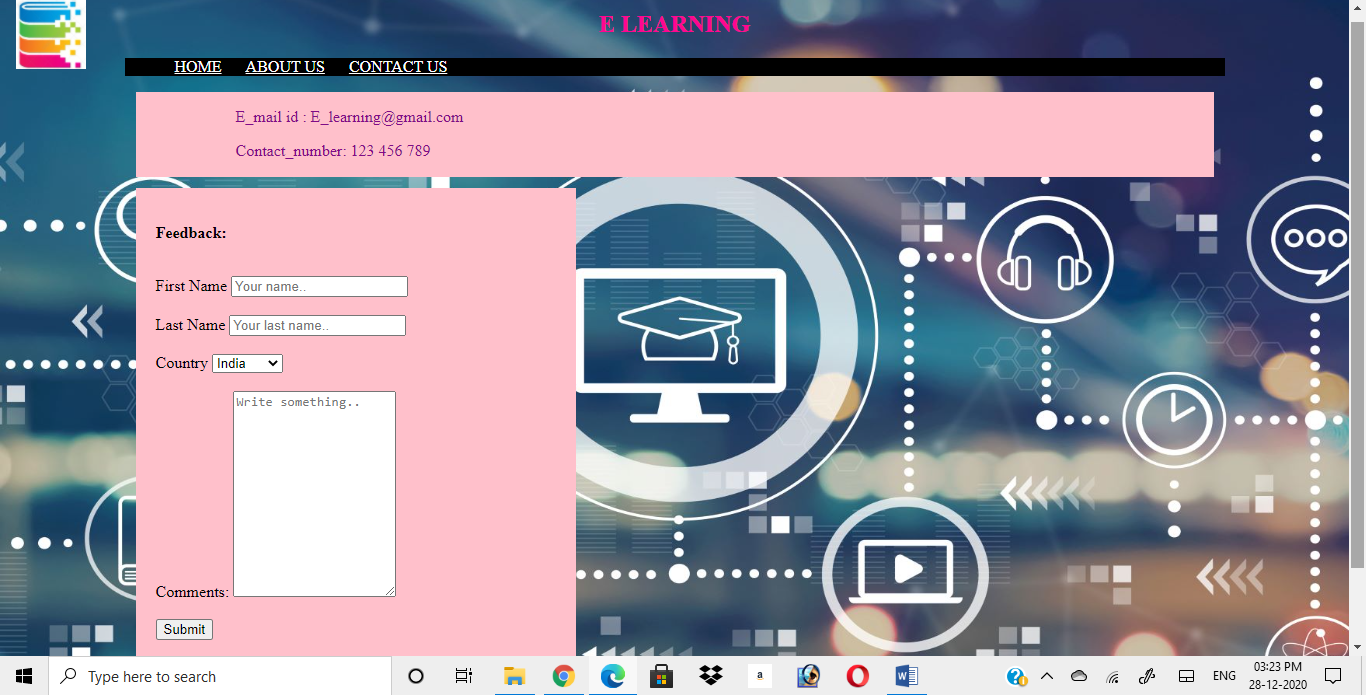 E LEARNING
HOME ABOUT US CONTACT US
E_mail id : E_learning@gmail.com
Contact_number: 123 456 789
Feedback:
First Name Your name..
Last Name Your last name..
Country India
Write something..
Comments:
Submit
Type here to search
a
W
ENG
03:23 PM
28-12-2020